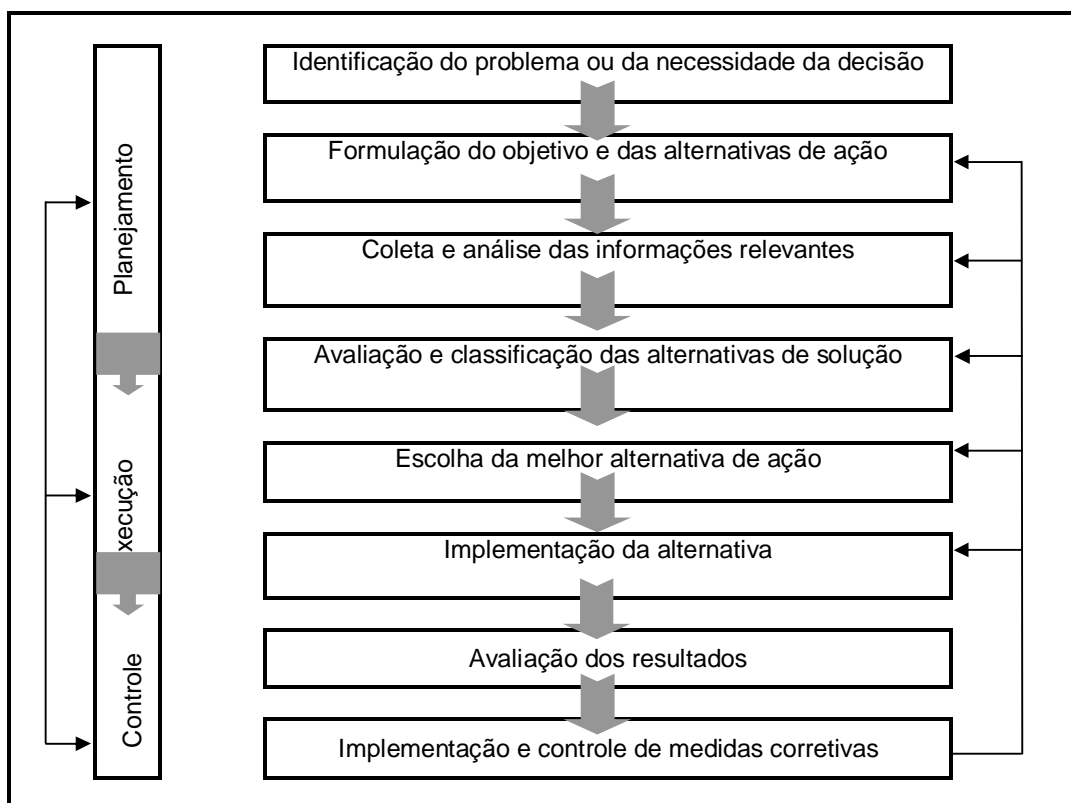 Identificação do problema ou da necessidade da decisão
Formulação do objetivo e das alternativas de ação
Coleta e análise das informações relevantes
Avaliação e classificação das alternativas de solução
Escolha da melhor alternativa de ação
Implementação da alternativa
Avaliação dos resultados
Implementação e controle de medidas corretivas
Planejamento
xecução
Controle